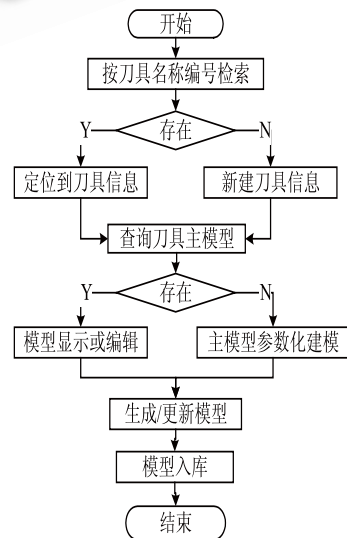 开始
按刀具名称编号检索
Y 存在 N
定位到刀具信息 新建刀具信息
查询刀具主模型
Y 存在 N
模型显示或编辑 主模型参数化建模
生成/更新模型
模型入库
结束